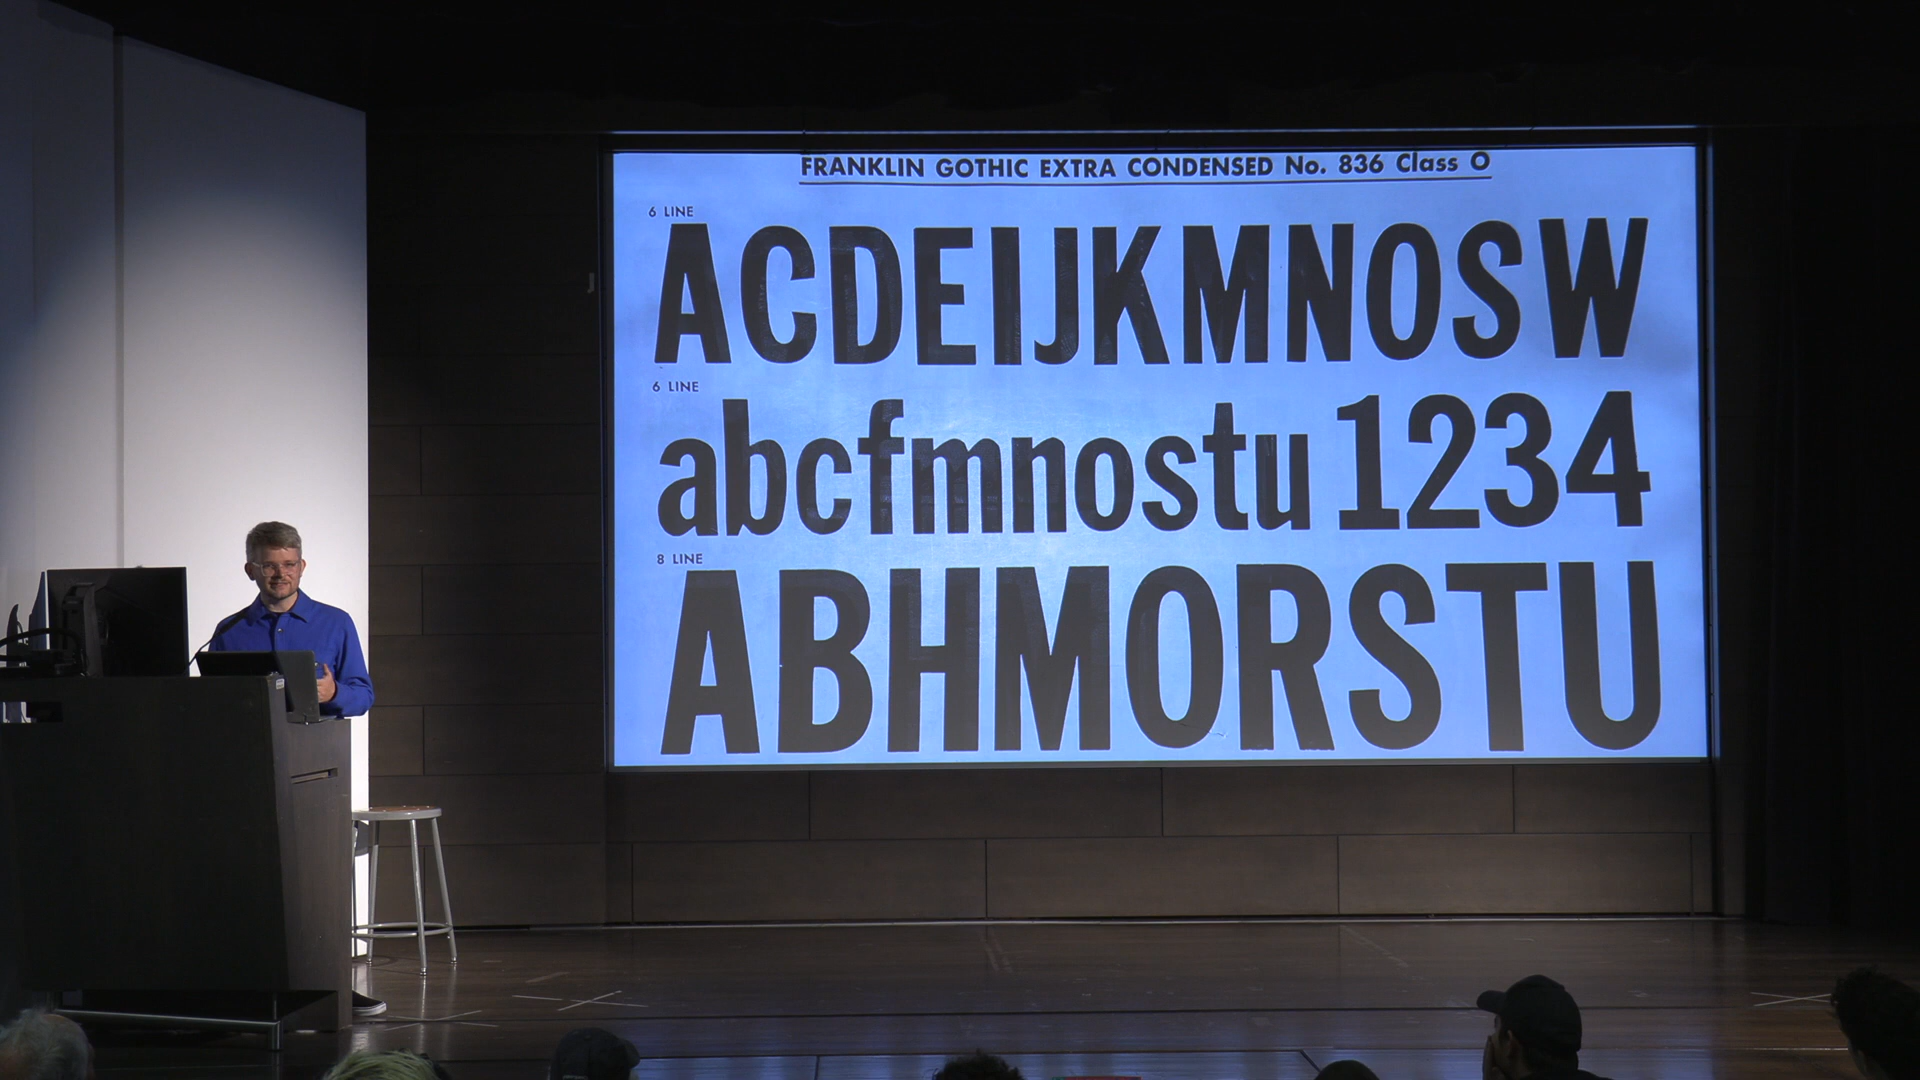 FRANKLIN GOTHIC EXTRA CONDENSED No. 836 Class O
6 LINE
ACDEIJKMNOSW
6 LINE
abcfmnostu 1234
8 LINE
ABHMORSTU